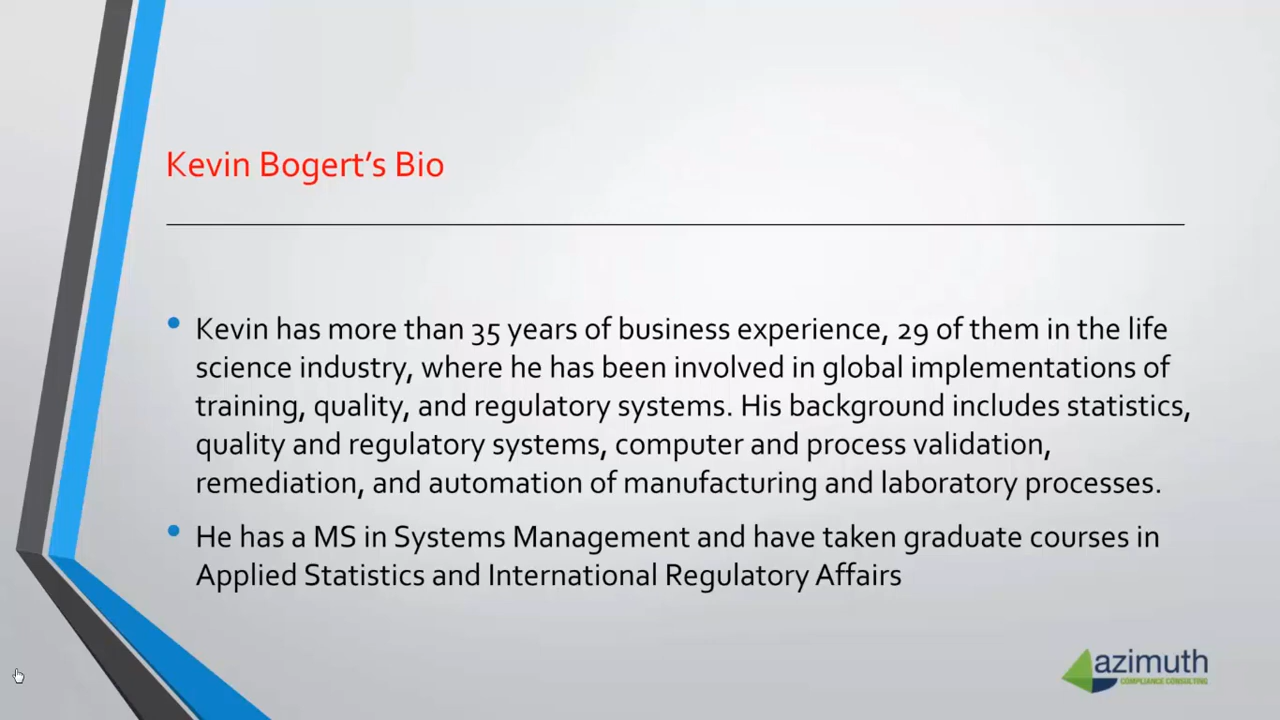 Kevin Bogert’s Bio
• Kevin has more than 35 years of business experience, 29 of them in the life
science industry, where he has been involved in global implementations of
training, quality, and regulatory systems. His background includes statistics,
quality and regulatory systems, computer and process validation,
remediation, and automation of manufacturing and laboratory processes.
• He has a MS in Systems Management and have taken graduate courses in
Applied Statistics and International Regulatory Affairs
azimuth
COMPLIANCE CONSULTING